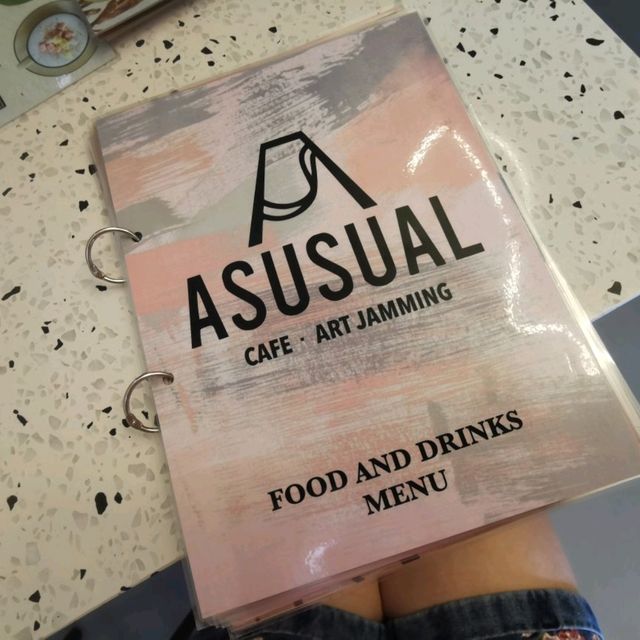 ASUSUAL
CAFE · ART JAMMING
FOOD AND DRINKS
MENU